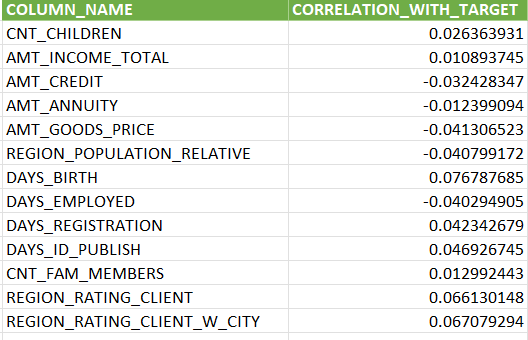 COLUMN_NAME CORRELATION_WITH_TARGET
CNT_CHILDREN 0.026363931
AMT_INCOME_TOTAL 0.010893745
AMT_CREDIT -0.032428347
AMT_ANNUITY -0.012399094
AMT_GOODS_PRICE -0.041306523
REGION_POPULATION_RELATIVE -0.040799172
DAYS_BIRTH 0.076787685
DAYS_EMPLOYED -0.040294905
DAYS_REGISTRATION 0.042342679
DAYS_ID_PUBLISH 0.046926745
CNT_FAM_MEMBERS 0.012992443
REGION_RATING_CLIENT 0.066130148
REGION_RATING_CLIENT_W_CITY 0.067079294